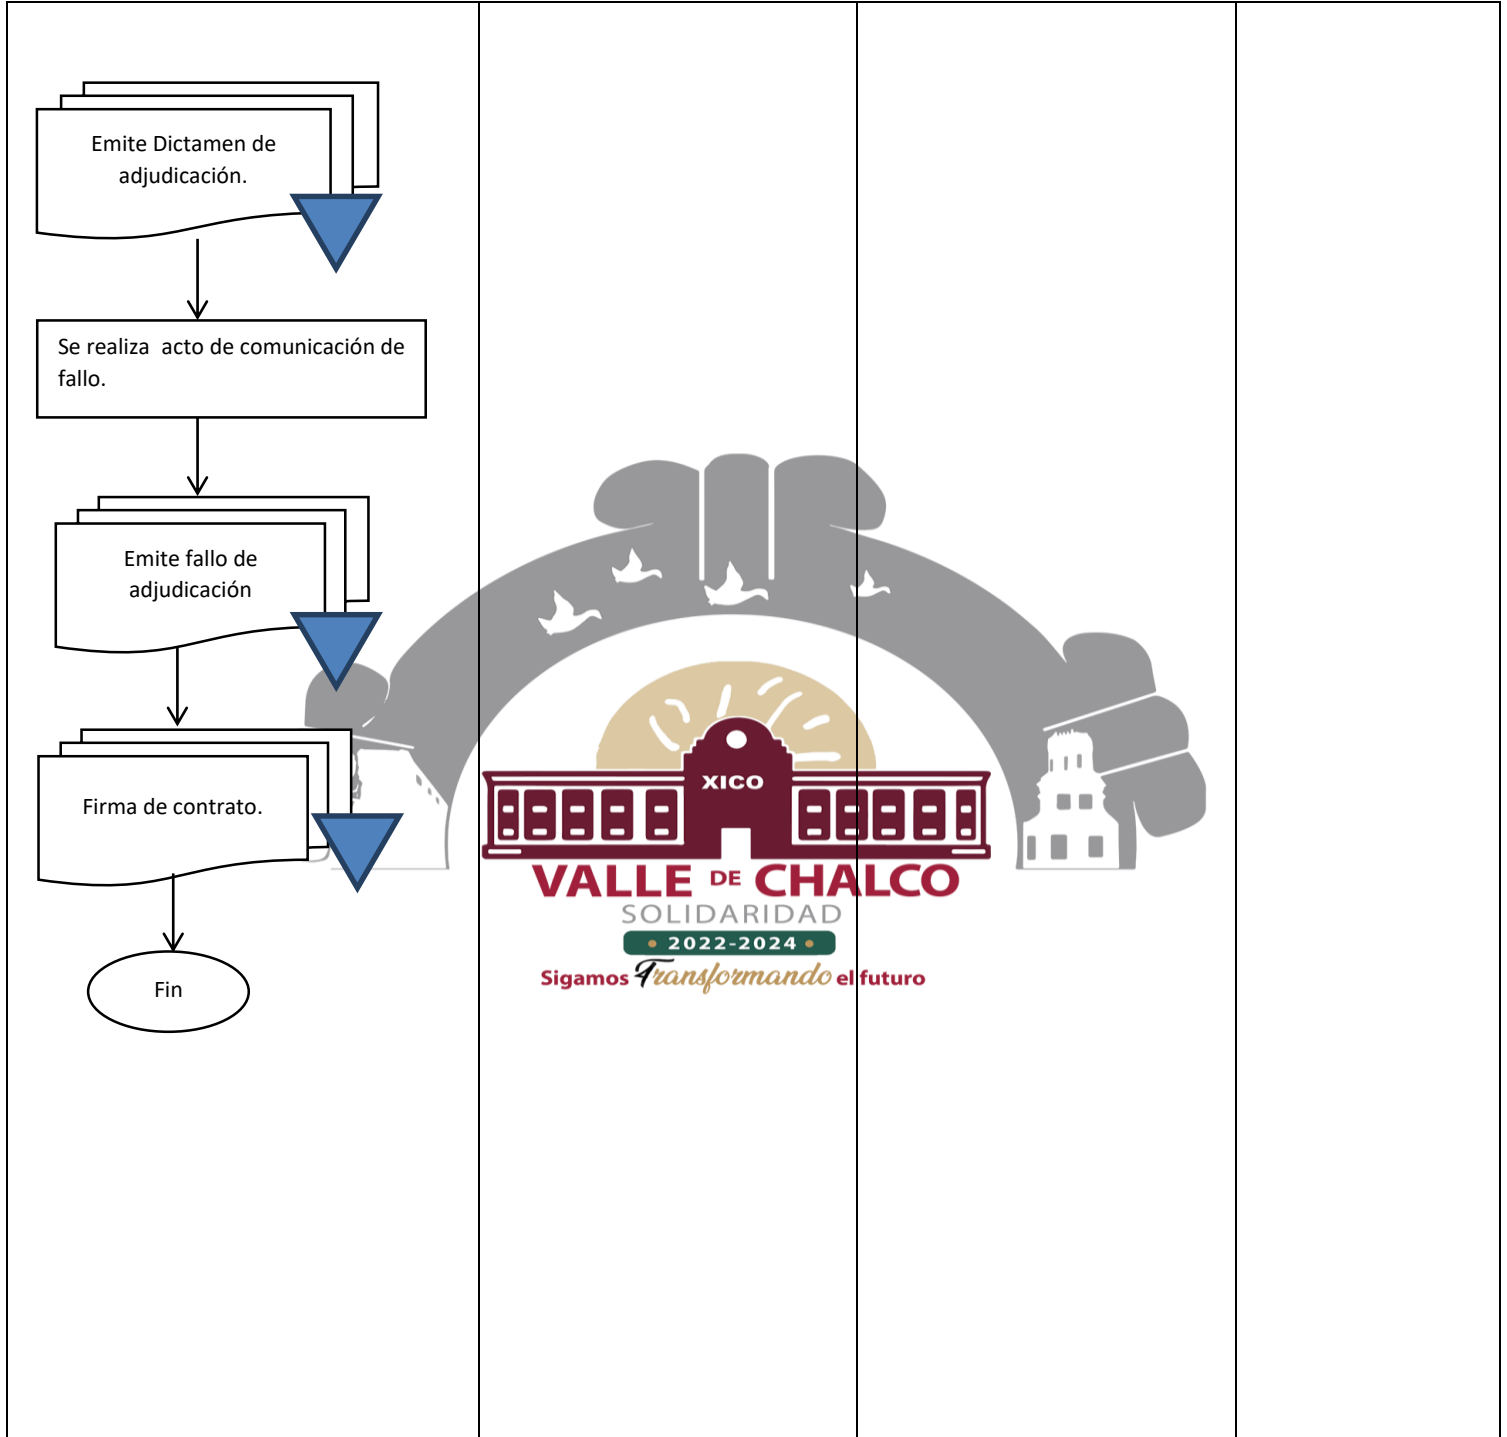 Emite Dictamen de
adjudicación.
Se realiza acto de comunicación de
fallo.
Emite fallo de
adjudicación
Firma de contrato.
Fin
XICO
VALLE DE CHALCO
SOLIDARIDAD
• 2022-2024 •
Sigamos Transformando el futuro